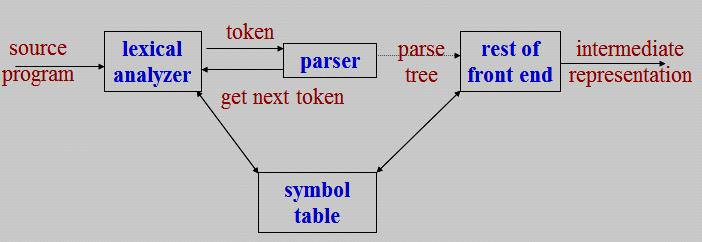 source
program
lexical
analyzer
token
get next token
parser
parse
tree
rest of
front end
intermediate
representation
symbol
table